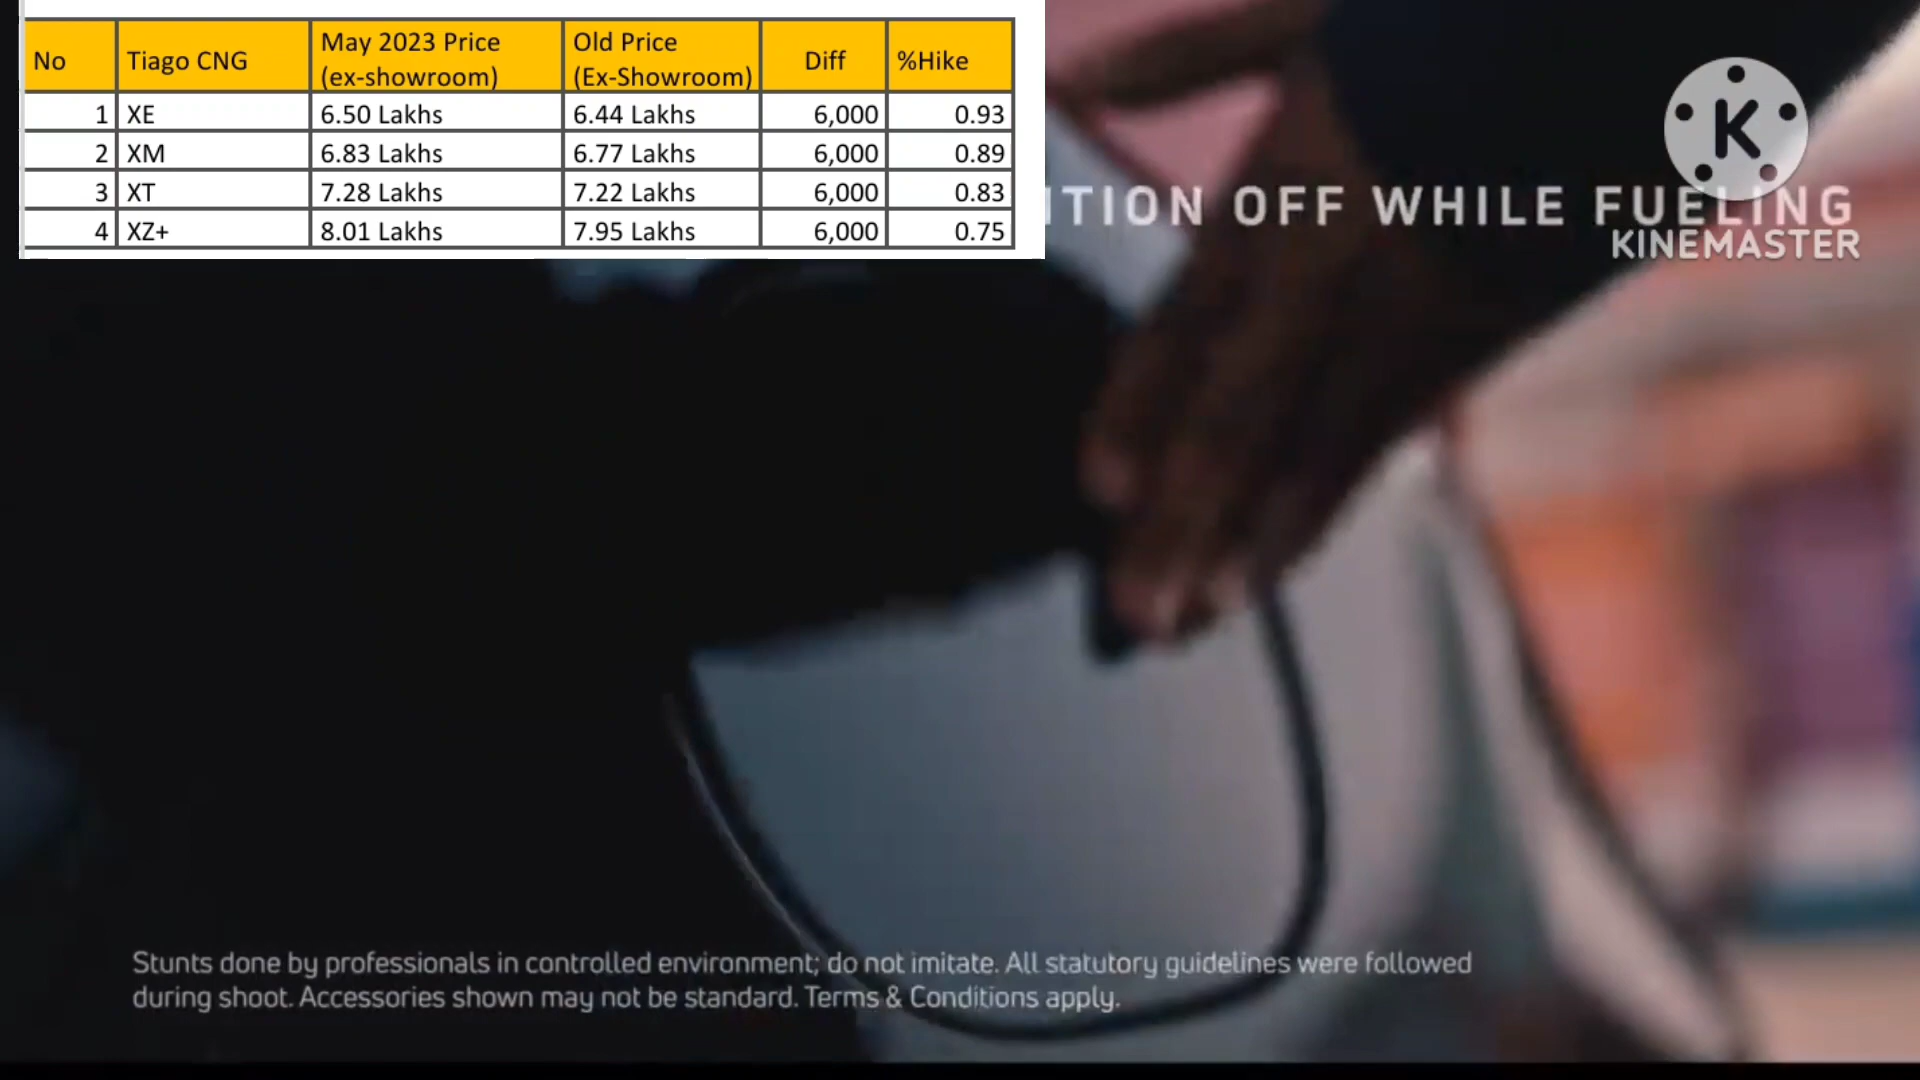 No Tiago CNG May 2023 Price (ex-showroom) Old Price (Ex-Showroom) Diff %Hike
1 XE 6.50 Lakhs 6.44 Lakhs 6,000 0.93
2 XM 6.83 Lakhs 6.77 Lakhs 6,000 0.89
3 XT 7.28 Lakhs 7.22 Lakhs 6,000 0.83
4 XZ+ 8.01 Lakhs 7.95 Lakhs 6,000 0.75
K
OFF WHILE FUELING
KINEMASTER
Stunts done by professionals in controlled environment; do not imitate. All statutory guidelines were followed
during shoot. Accessories shown may not be standard. Terms & Conditions apply.